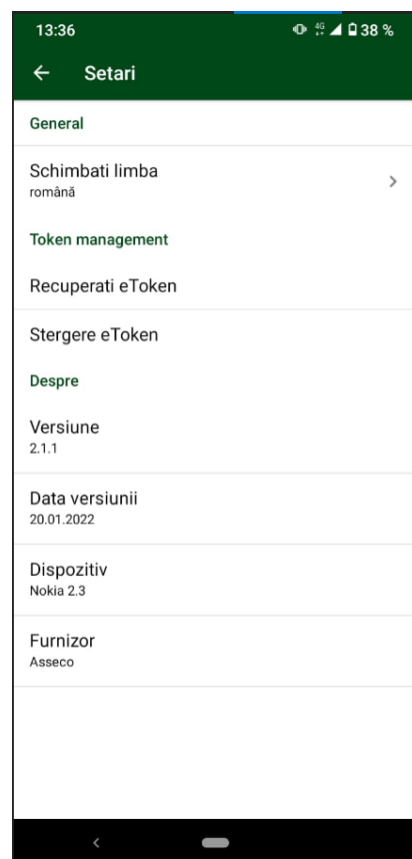 13:36 4G 38 %
Setari
General
Schimbati limba
română
Token management
Recuperati eToken
Stergere eToken
Despre
Versiune
2.1.1
Data versiunii
20.01.2022
Dispozitiv
Nokia 2.3
Furnizor
Asseco